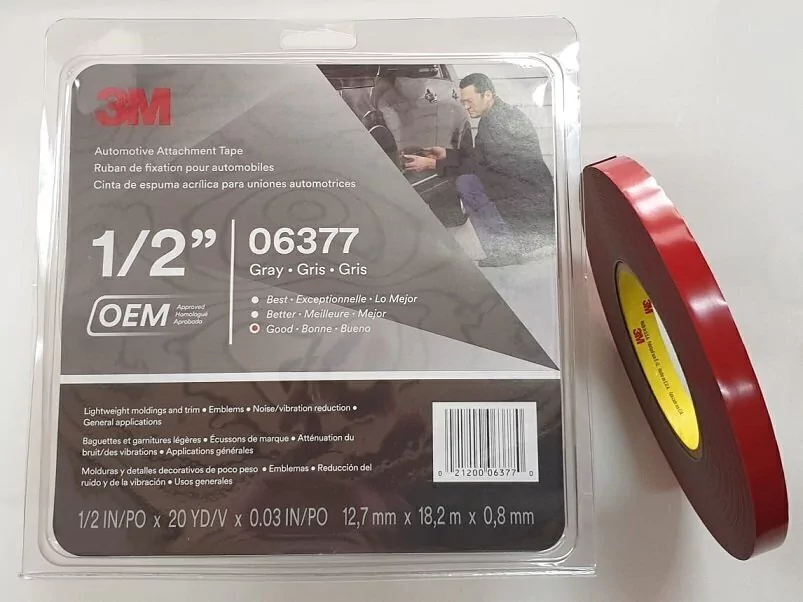 3M
Automotive Attachment Tape
Ruban de fixation pour automobiles
Cinta de espuma acrílica para uniones automotrices
1/2”
06377
Gray • Gris • Gris
OEM
Approved
Homologué
Aprobado
Best • Exceptionnelle • Lo Mejor
Better • Meilleure • Mejor
Good • Bonne • Bueno
Lightweight moldings and trim • Emblems • Noise/vibration reduction •
General applications
Baguettes et garnitures légères • Écussons de marque • Atténuation du
bruit/des vibrations • Applications générales
Molduras y detalles decorativos de poco peso • Emblemas • Reducción del
ruido y de la vibración • Usos generales
0 21200 06377 0
1/2 IN/PO x 20 YD/V x 0.03 IN/PO 12,7 mm x 18,2 m x 0,8 mm
3M
3M